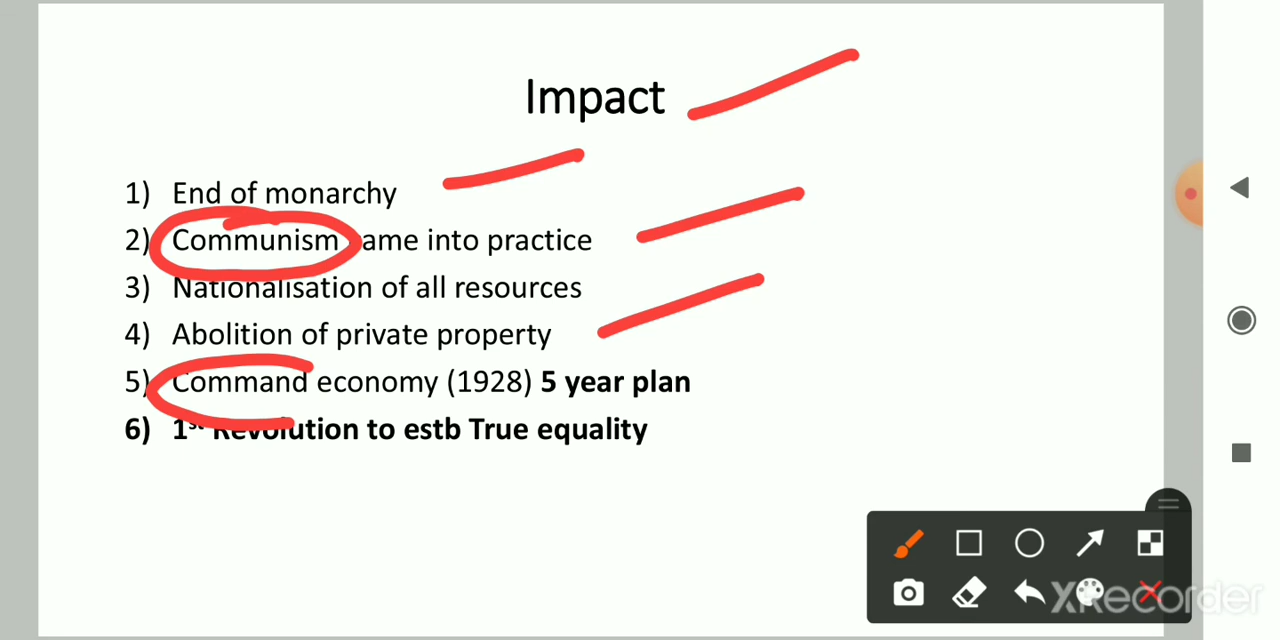 Impact
1) End of monarchy
2) Communism ame into practice
3) Nationalisation of all resources
4) Abolition of private property
5) Command economy (1928) 5 year plan
6) 1st Revolution to estb True equality
XRecorder